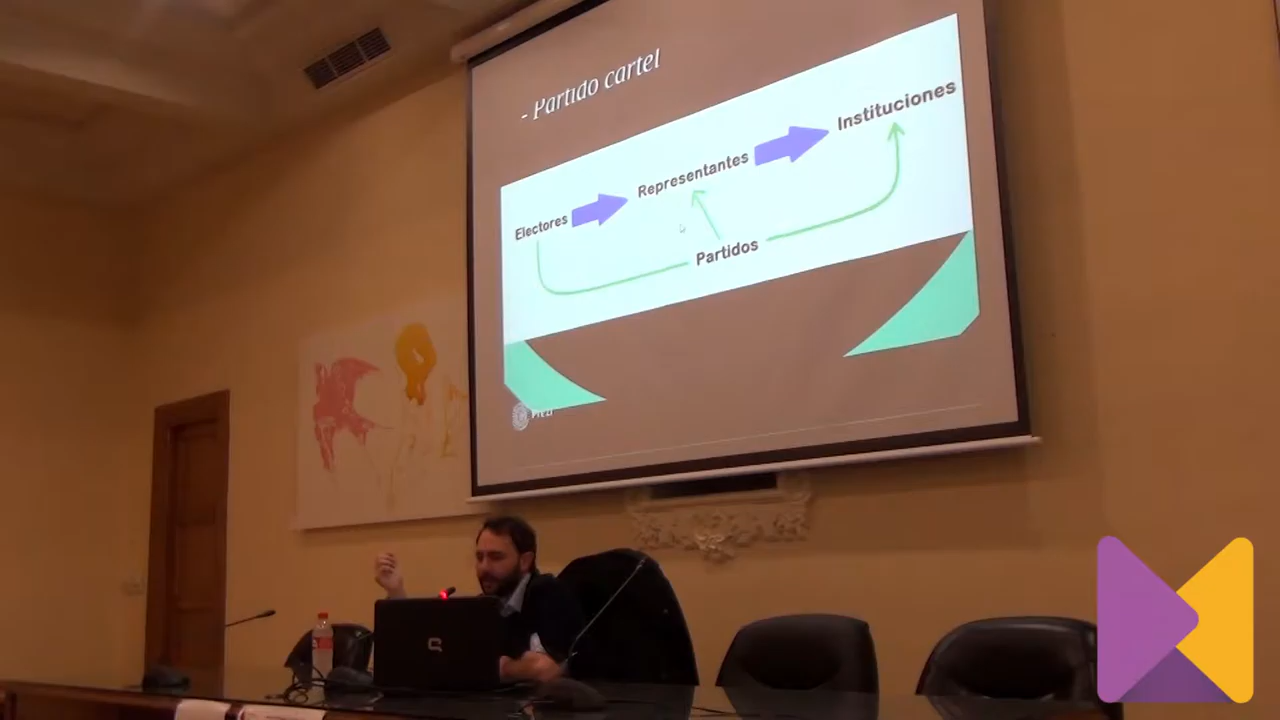 - Partido cartel
Instituciones
Representantes
Electores
Partidos